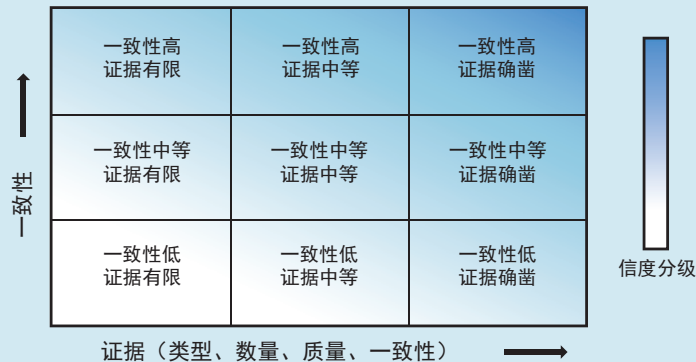 一致性高
证据有限
一致性高
证据中等
一致性高
证据确凿
一致性中等
证据有限
一致性中等
证据中等
一致性中等
证据确凿
一致性低
证据有限
一致性低
证据中等
一致性低
证据确凿
一致性
证据（类型、数量、质量、一致性）
信度分级